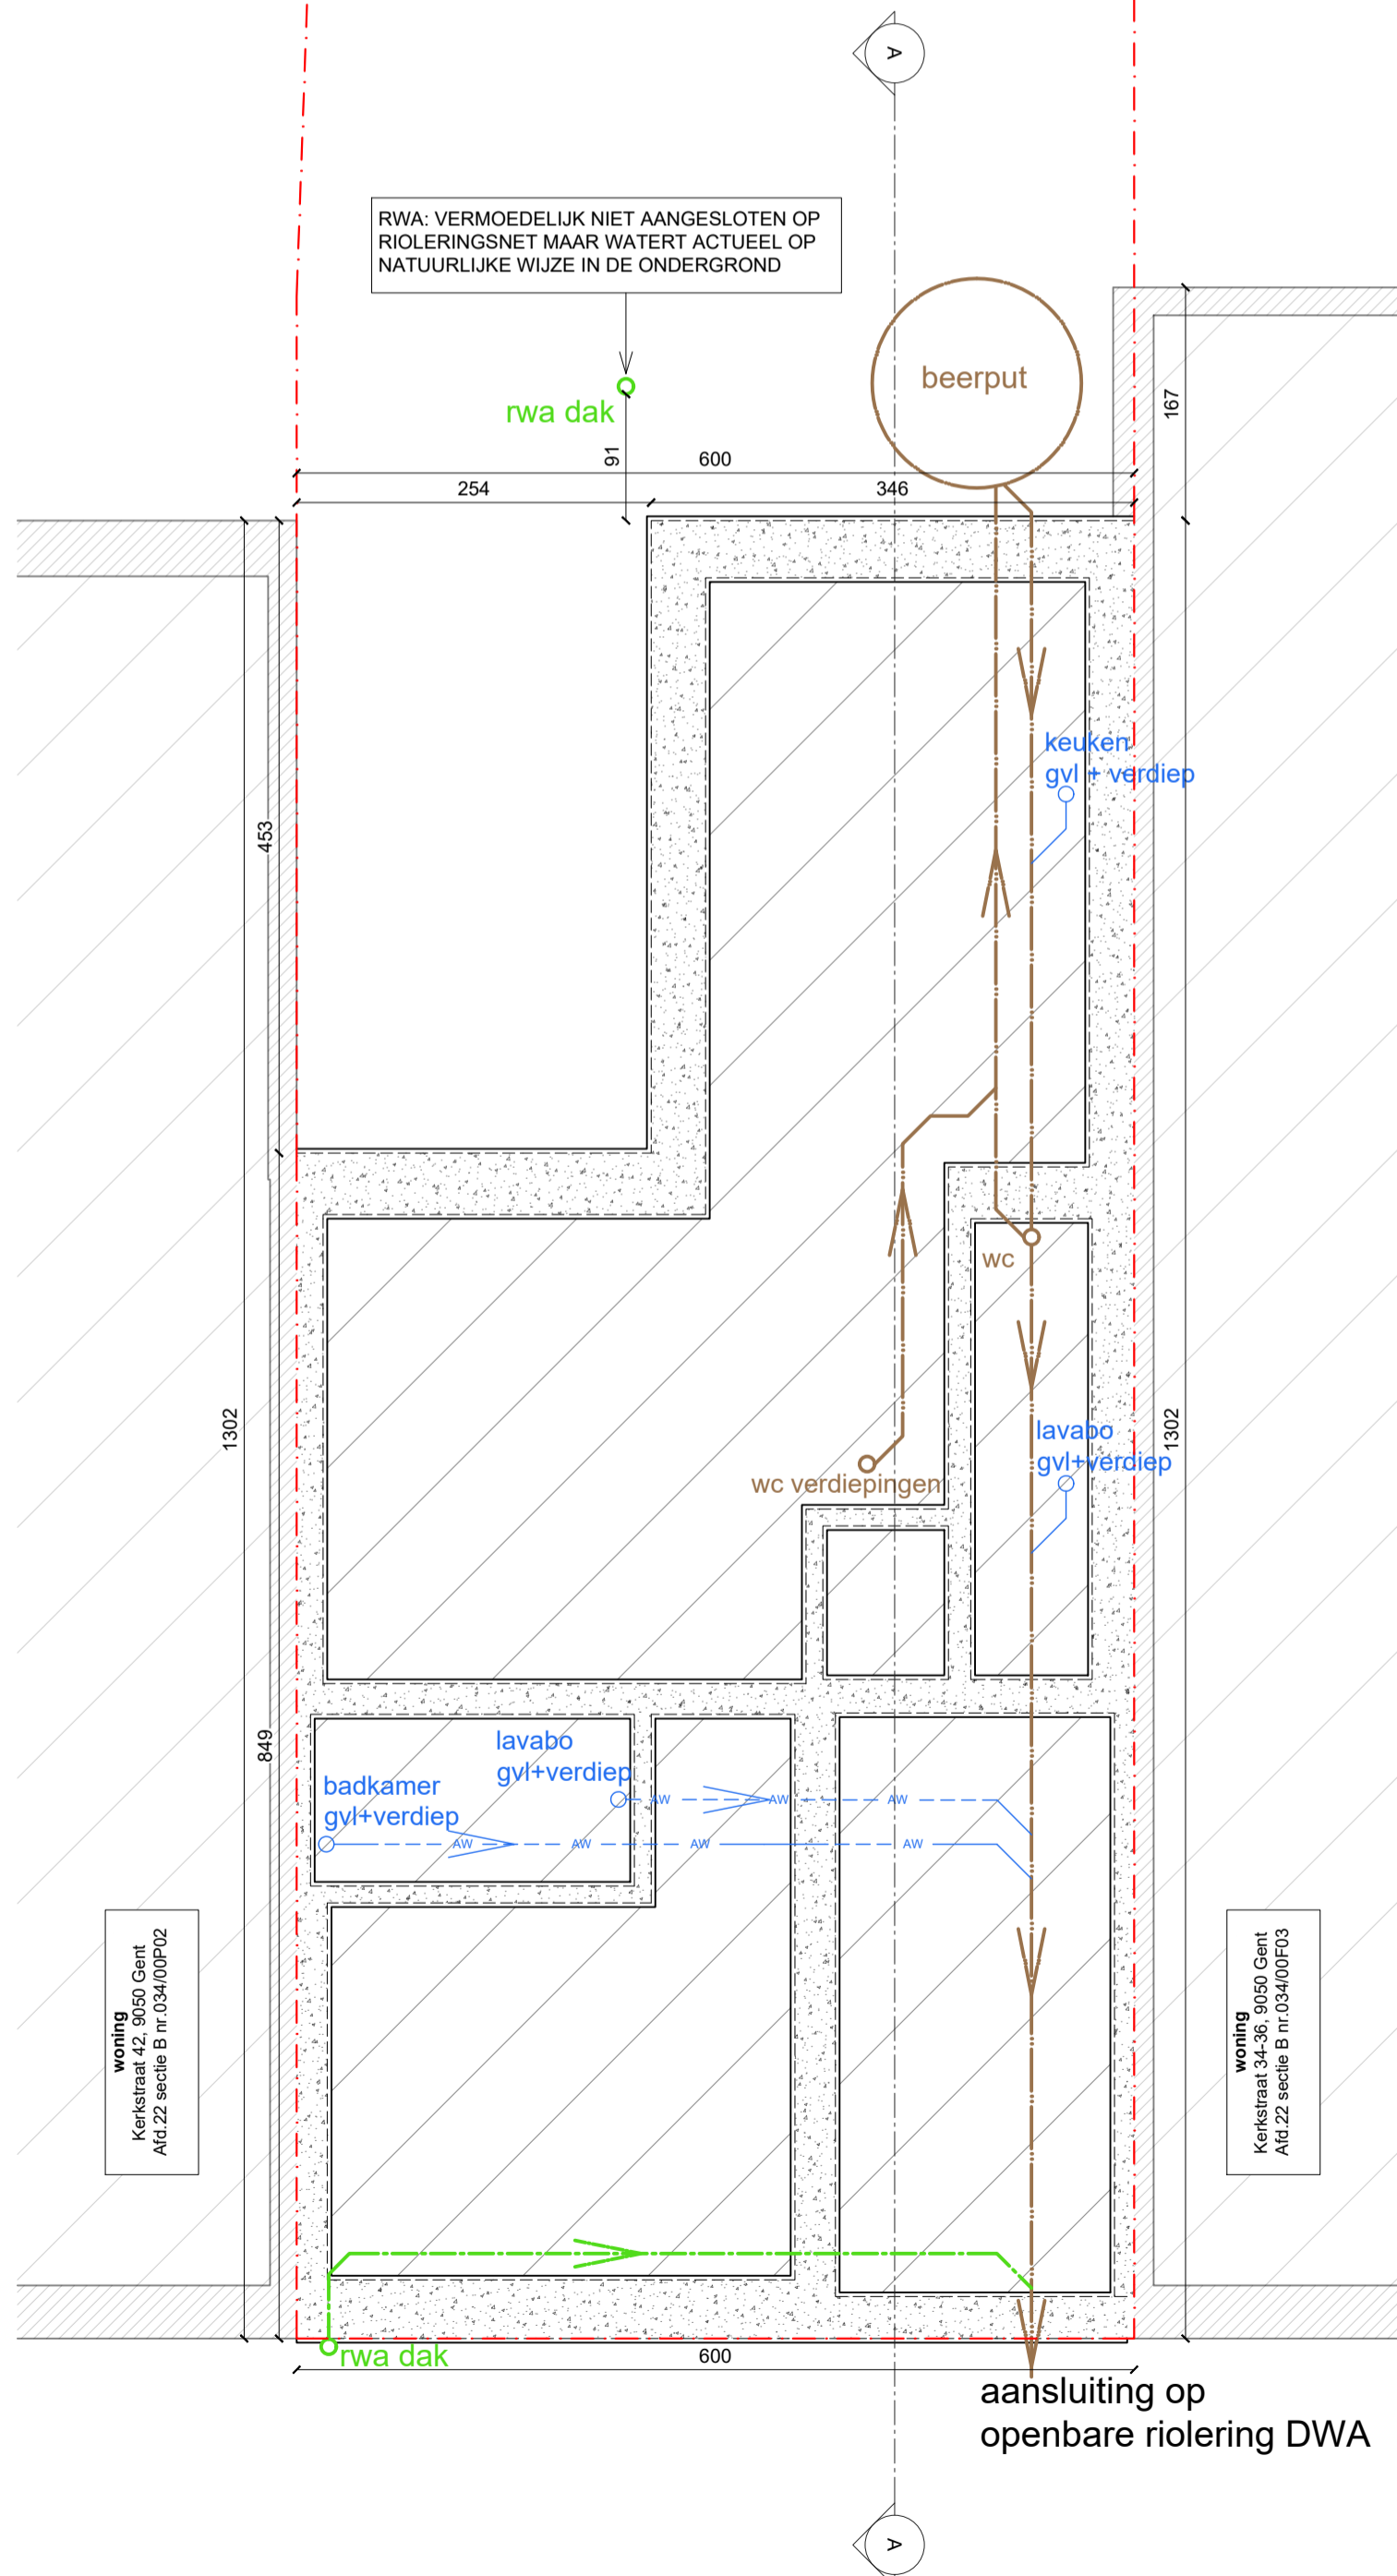 A
RWA: VERMOEDELIJK NIET AANGESLOTEN OP
RIOLERINGSNET MAAR WATERT ACTUEEL OP
NATUURLIJKE WIJZE IN DE ONDERGROND
beerput
rwa dak
167
91
600
254
346
keuken
gvl + verdiep
453
wc
1302
1302
lavabo
gvl+verdiep
wc verdiepingen
849
lavabo
gvl+verdiep
badkamer
gvl+verdiep
AW
AW
AW
AW
AW
AW
AW
woning
Kerkstraat 42, 9050 Gent
Afd.22 sectie B nr.034/00P02
woning
Kerkstraat 34-36, 9050 Gent
Afd.22 sectie B nr.034/00F03
rwa dak
600
aansluiting op
openbare riolering DWA
A